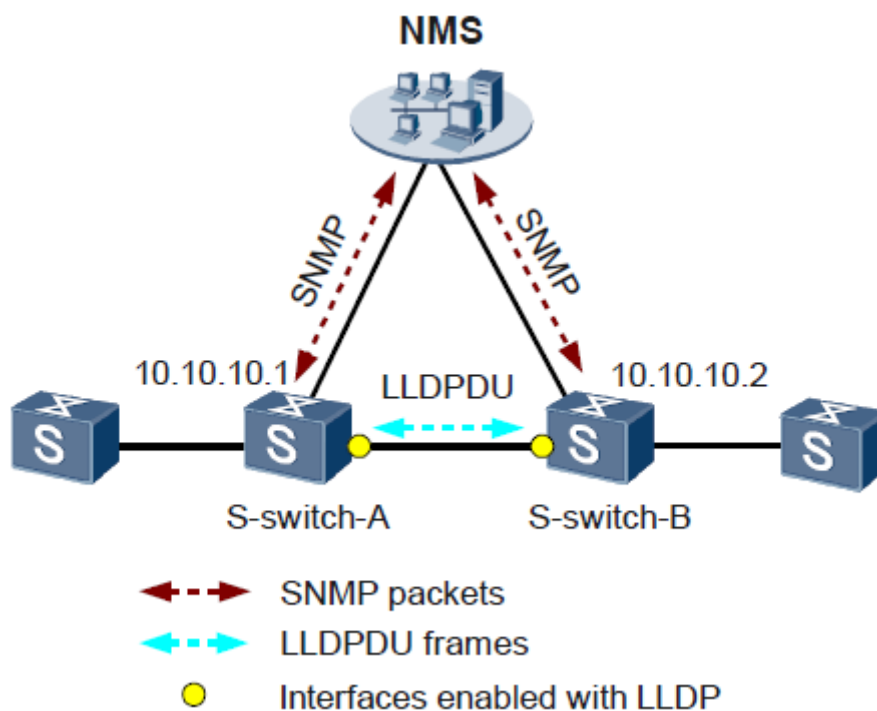 NMS
SNMP
SNMP
10.10.10.1
LLDPDU
10.10.10.2
S
S
S
S
S-switch-A
S-switch-B
SNMP packets
LLDPDU frames
Interfaces enabled with LLDP